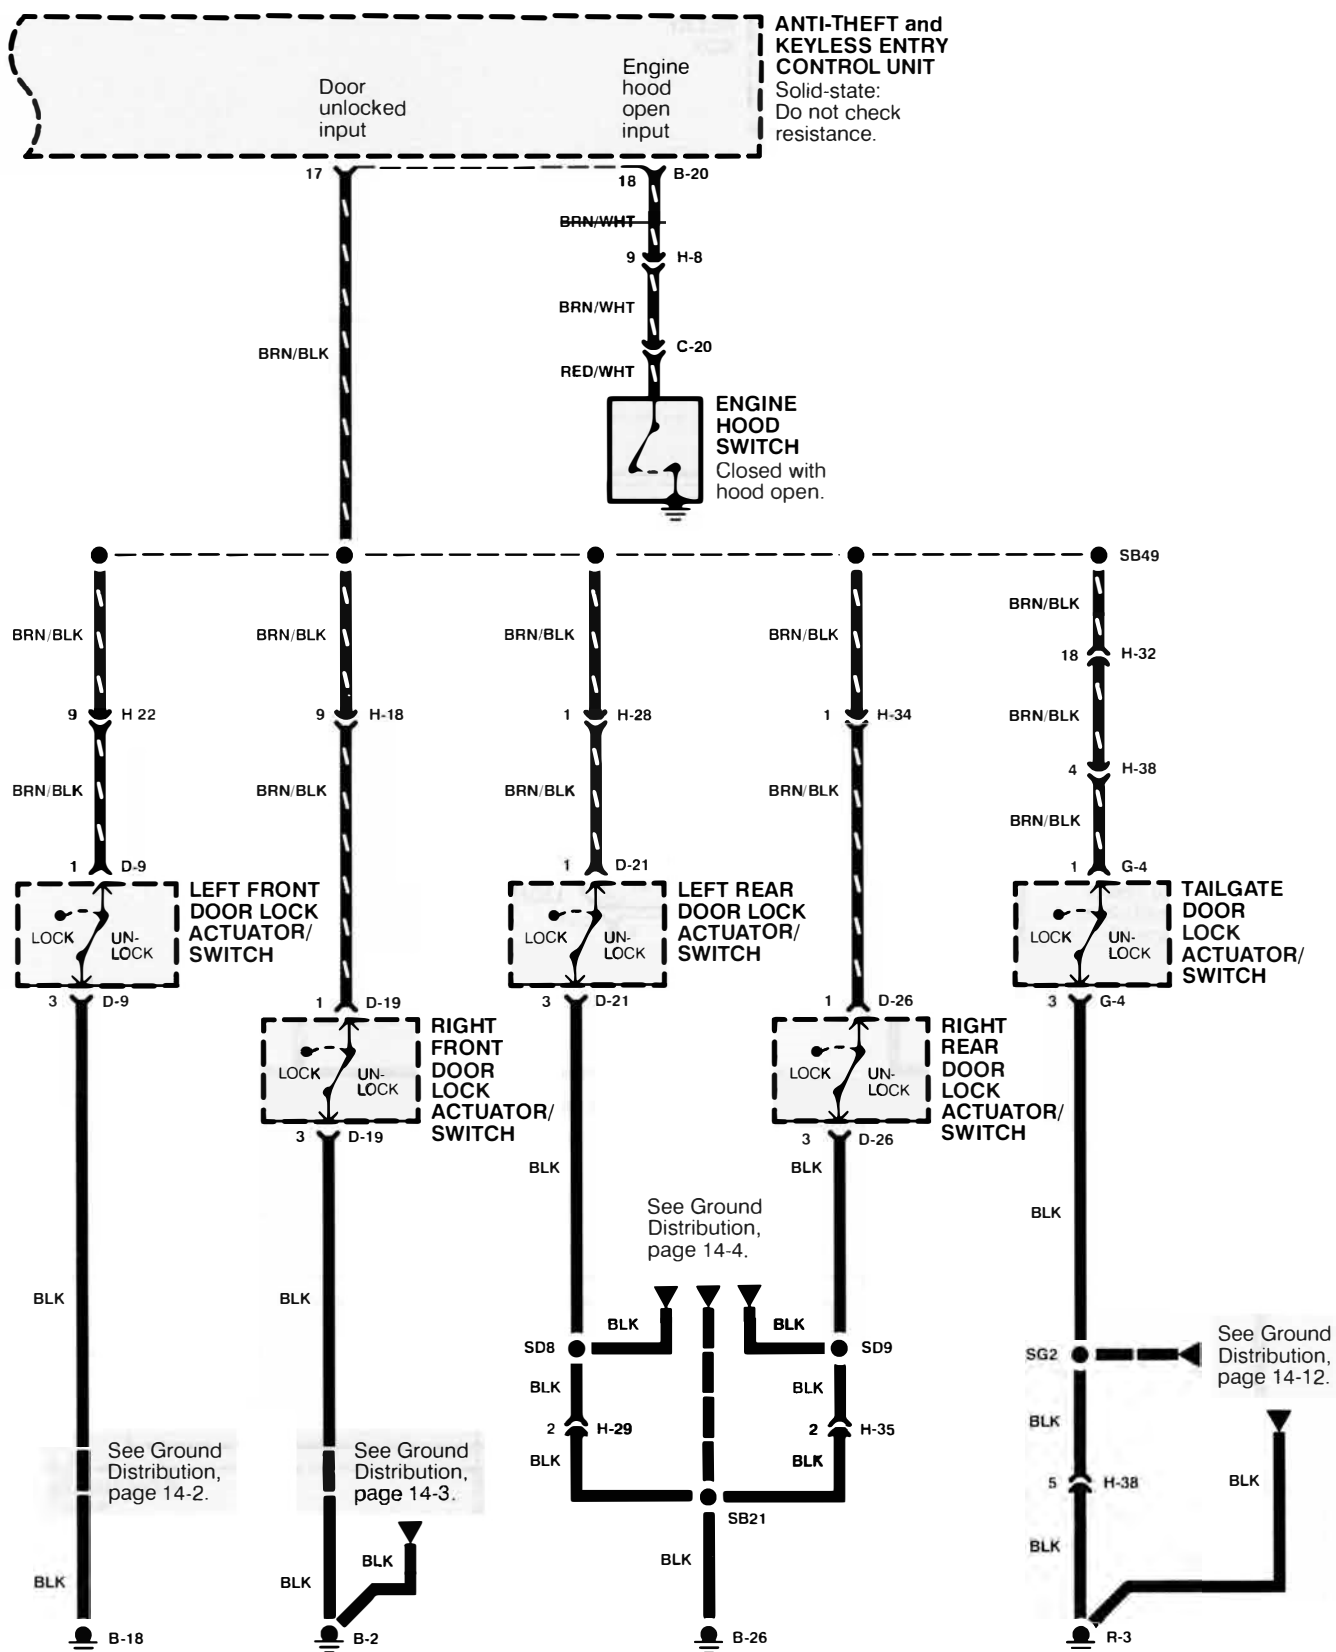 ANTI-THEFT and
KEYLESS ENTRY
CONTROL UNIT
Solid-state:
Do not check
resistance.
Door
unlocked
input
Engine
hood
open
input
17
18
B-20
BRN/WHT
9
H-8
BRN/WHT
BRN/BLK
C-20
RED/WHT
ENGINE
HOOD
SWITCH
Closed with
hood open.
SB49
BRN/BLK
BRN/BLK
BRN/BLK
BRN/BLK
BRN/BLK
18
H-32
9
H 22
9
H-18
1
H-28
1
H-34
BRN/BLK
4
H-38
BRN/BLK
BRN/BLK
BRN/BLK
BRN/BLK
BRN/BLK
1
D-9
1
D-21
1
G-4
LEFT FRONT
DOOR LOCK
ACTUATOR/
SWITCH
LOCK
UN-
LOCK
LEFT REAR
DOOR LOCK
ACTUATOR/
SWITCH
LOCK
UN-
LOCK
TAILGATE
DOOR
LOCK
ACTUATOR/
SWITCH
LOCK
UN-
LOCK
3
D-9
1
D-19
3
D-21
1
D-26
3
G-4
RIGHT
FRONT
DOOR
LOCK
ACTUATOR/
SWITCH
LOCK
UN-
LOCK
RIGHT
REAR
DOOR
LOCK
ACTUATOR/
SWITCH
LOCK
UN-
LOCK
3
D-19
3
D-26
BLK
BLK
See Ground
Distribution,
page 14-4.
BLK
BLK
BLK
BLK
BLK
SD8
SD9
SG2
See Ground
Distribution,
page 14-12.
BLK
BLK
BLK
2
H-29
2
H-35
BLK
BLK
See Ground
Distribution,
page 14-2.
See Ground
Distribution,
page 14-3.
5
H-38
BLK
SB21
BLK
BLK
BLK
BLK
BLK
B-18
B-2
B-26
R-3